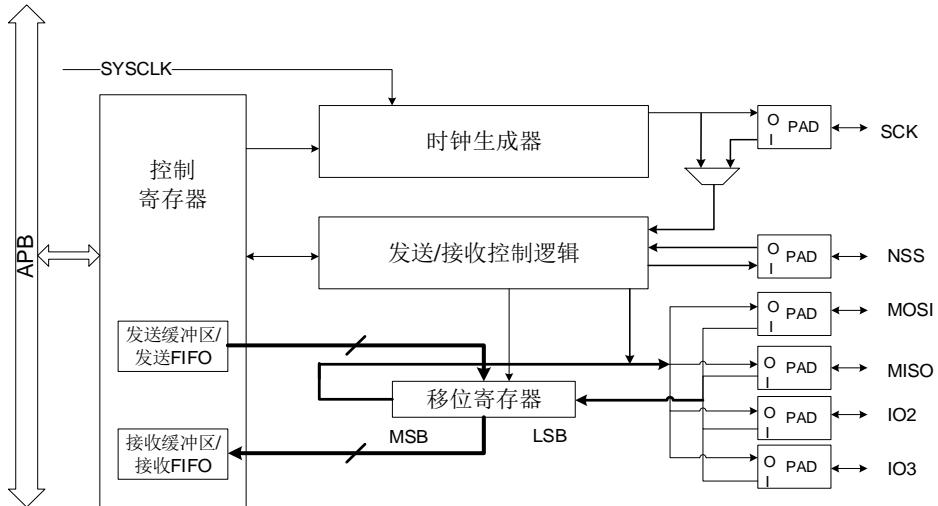 SYSCLK
APB
控制
寄存器
时钟生成器
发送/接收控制逻辑
发送缓冲区/
发送FIFO
接收缓冲区/
接收FIFO
移位寄存器
MSB
LSB
O
I
PAD
SCK
O
I
PAD
NSS
O
I
PAD
MOSI
O
I
PAD
MISO
O
I
PAD
IO2
O
I
PAD
IO3